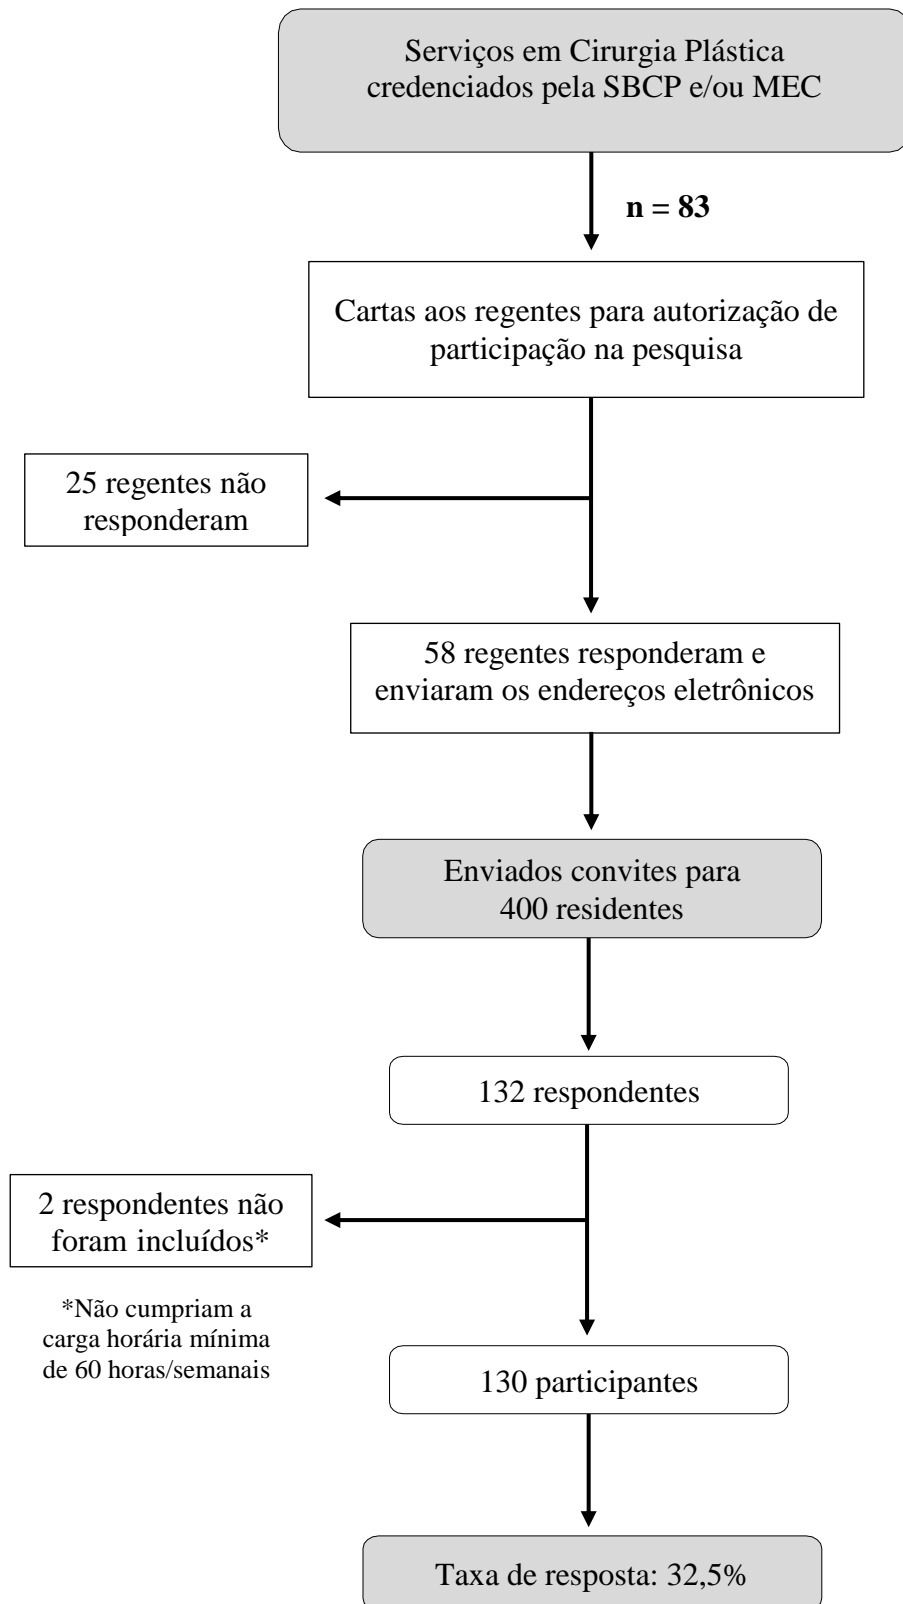 Serviços em Cirurgia Plástica
credenciados pela SBCP e/ou MEC
n = 83
Cartas aos regentes para autorização de
participação na pesquisa
25 regentes não
responderam
58 regentes responderam e
enviaram os endereços eletrônicos
Enviados convites para
400 residentes
132 respondentes
2 respondentes não
foram incluídos*
*Não cumpriam a
carga horária mínima
de 60 horas/semanais
130 participantes
Taxa de resposta: 32,5%